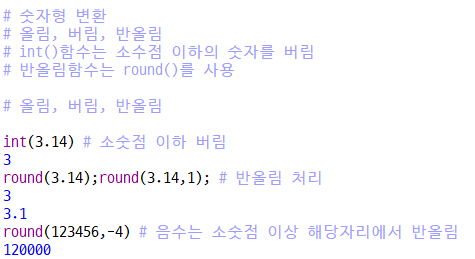 # 숫자형 변환
# 올림, 버림, 반올림
# int()함수는 소수점 이하의 숫자를 버림
# 반올림함수는 round()를 사용
# 올림, 버림, 반올림
int(3.14) # 소숫점 이하 버림
3
round(3.14);round(3.14,1); # 반올림 처리
3
3.1
round(123456,-4) # 음수는 소숫점 이상 해당자리에서 반올림
120000